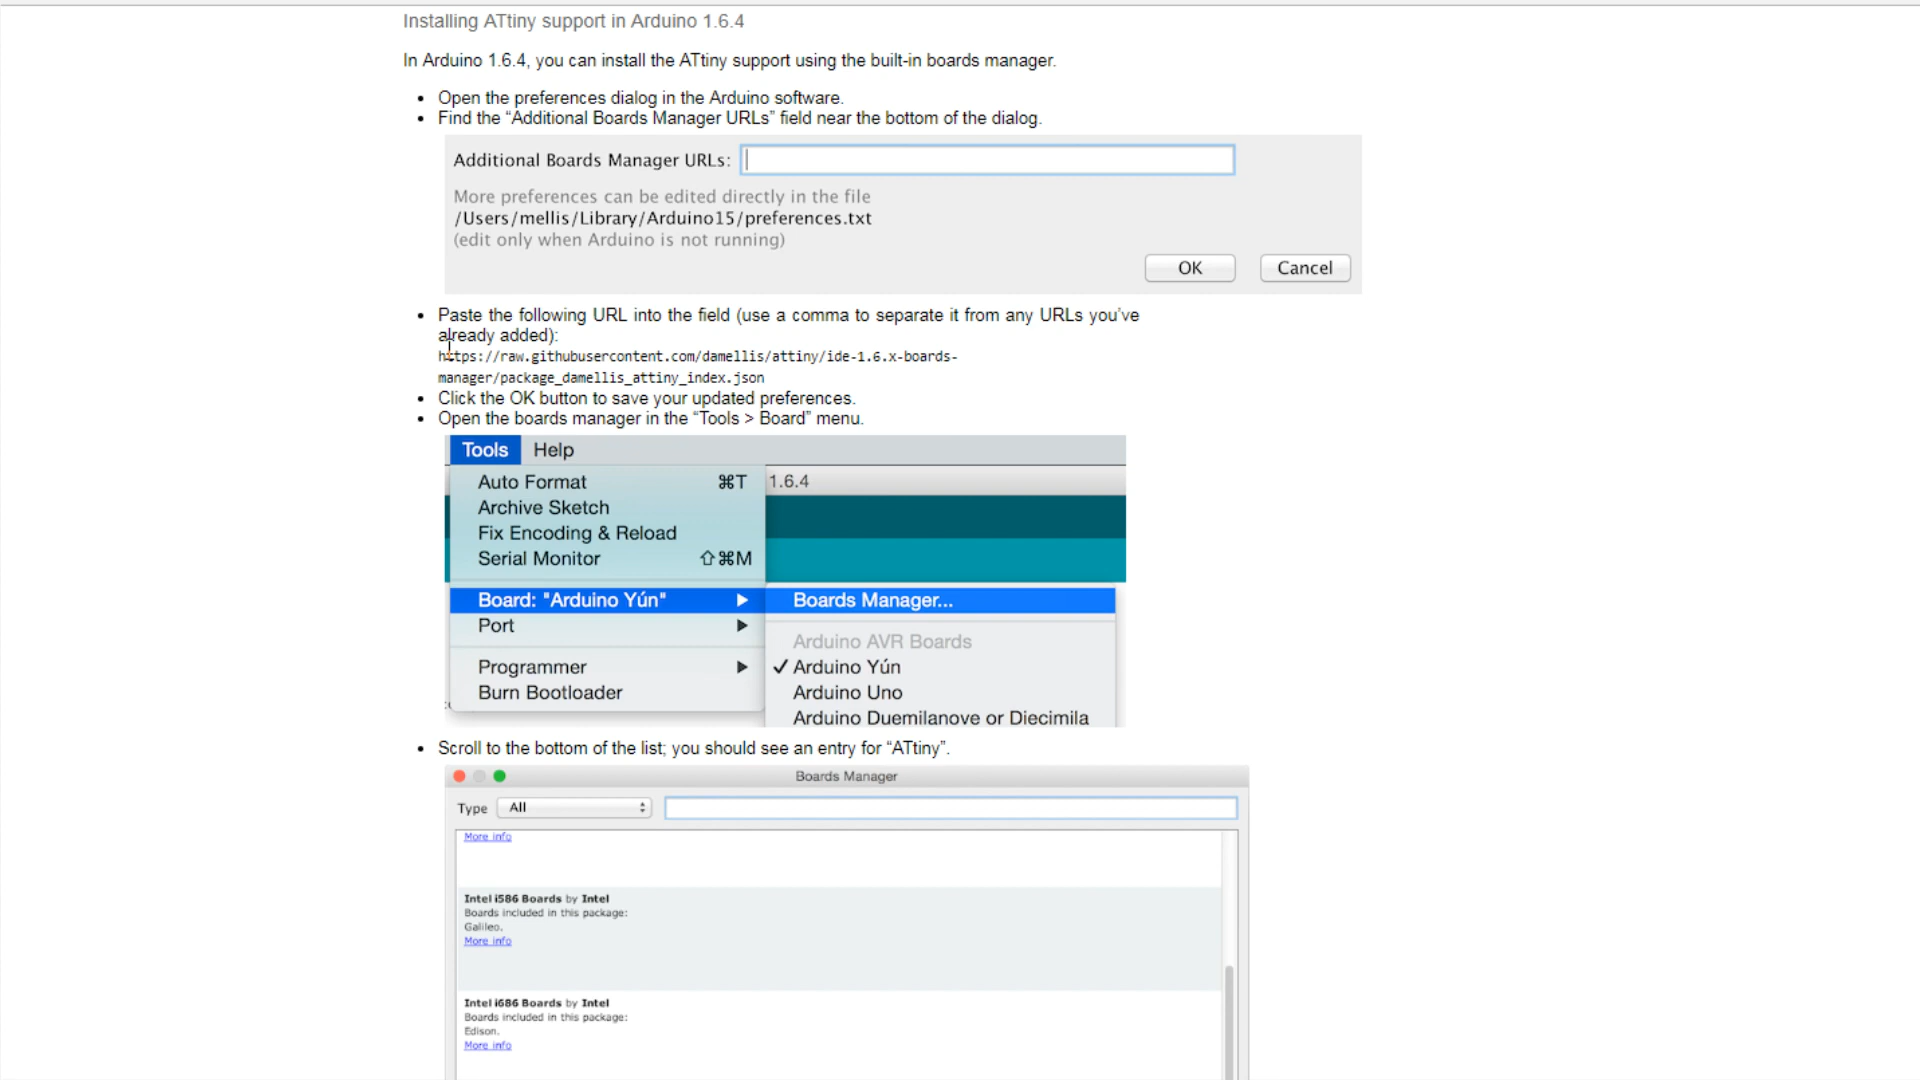 Installing ATtiny support in Arduino 1.6.4
In Arduino 1.6.4, you can install the ATtiny support using the built-in boards manager.
• Open the preferences dialog in the Arduino software.
• Find the “Additional Boards Manager URLs” field near the bottom of the dialog.
Additional Boards Manager URLs:
More preferences can be edited directly in the file
/Users/mellis/Library/Arduino15/preferences.txt
(edit only when Arduino is not running)
OK Cancel
• Paste the following URL into the field (use a comma to separate it from any URLs you’ve
already added):
https://raw.githubusercontent.com/damellis/attiny/ide-1.6.x-boards-
manager/package_damellis_attiny_index.json
• Click the OK button to save your updated preferences.
• Open the boards manager in the “Tools > Board” menu.
Tools Help
Auto Format ⌘T 1.6.4
Archive Sketch
Fix Encoding & Reload
Serial Monitor ⇧⌘M
Board: "Arduino Yún" ▶ Boards Manager...
Port ▶
Arduino AVR Boards
Programmer ▶ ✓ Arduino Yún
Burn Bootloader Arduino Uno
Arduino Duemilanove or Diecimila
• Scroll to the bottom of the list; you should see an entry for “ATtiny”.
Boards Manager
Type All
More info
Intel i586 Boards by Intel
Boards included in this package:
Galileo.
More info
Intel i686 Boards by Intel
Boards included in this package:
Edison.
More info